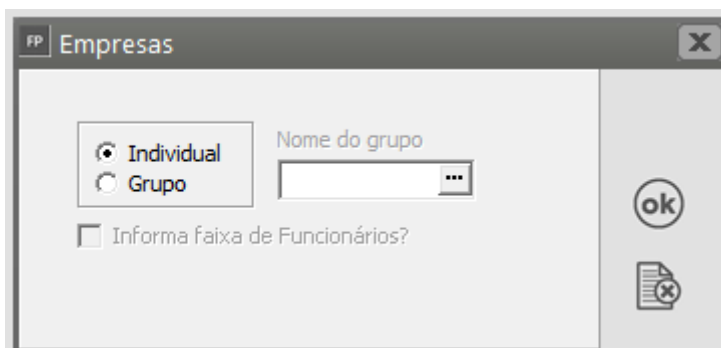 FP Empresas
Individual
Grupo
Nome do grupo
...
Informa faixa de Funcionários?
ok